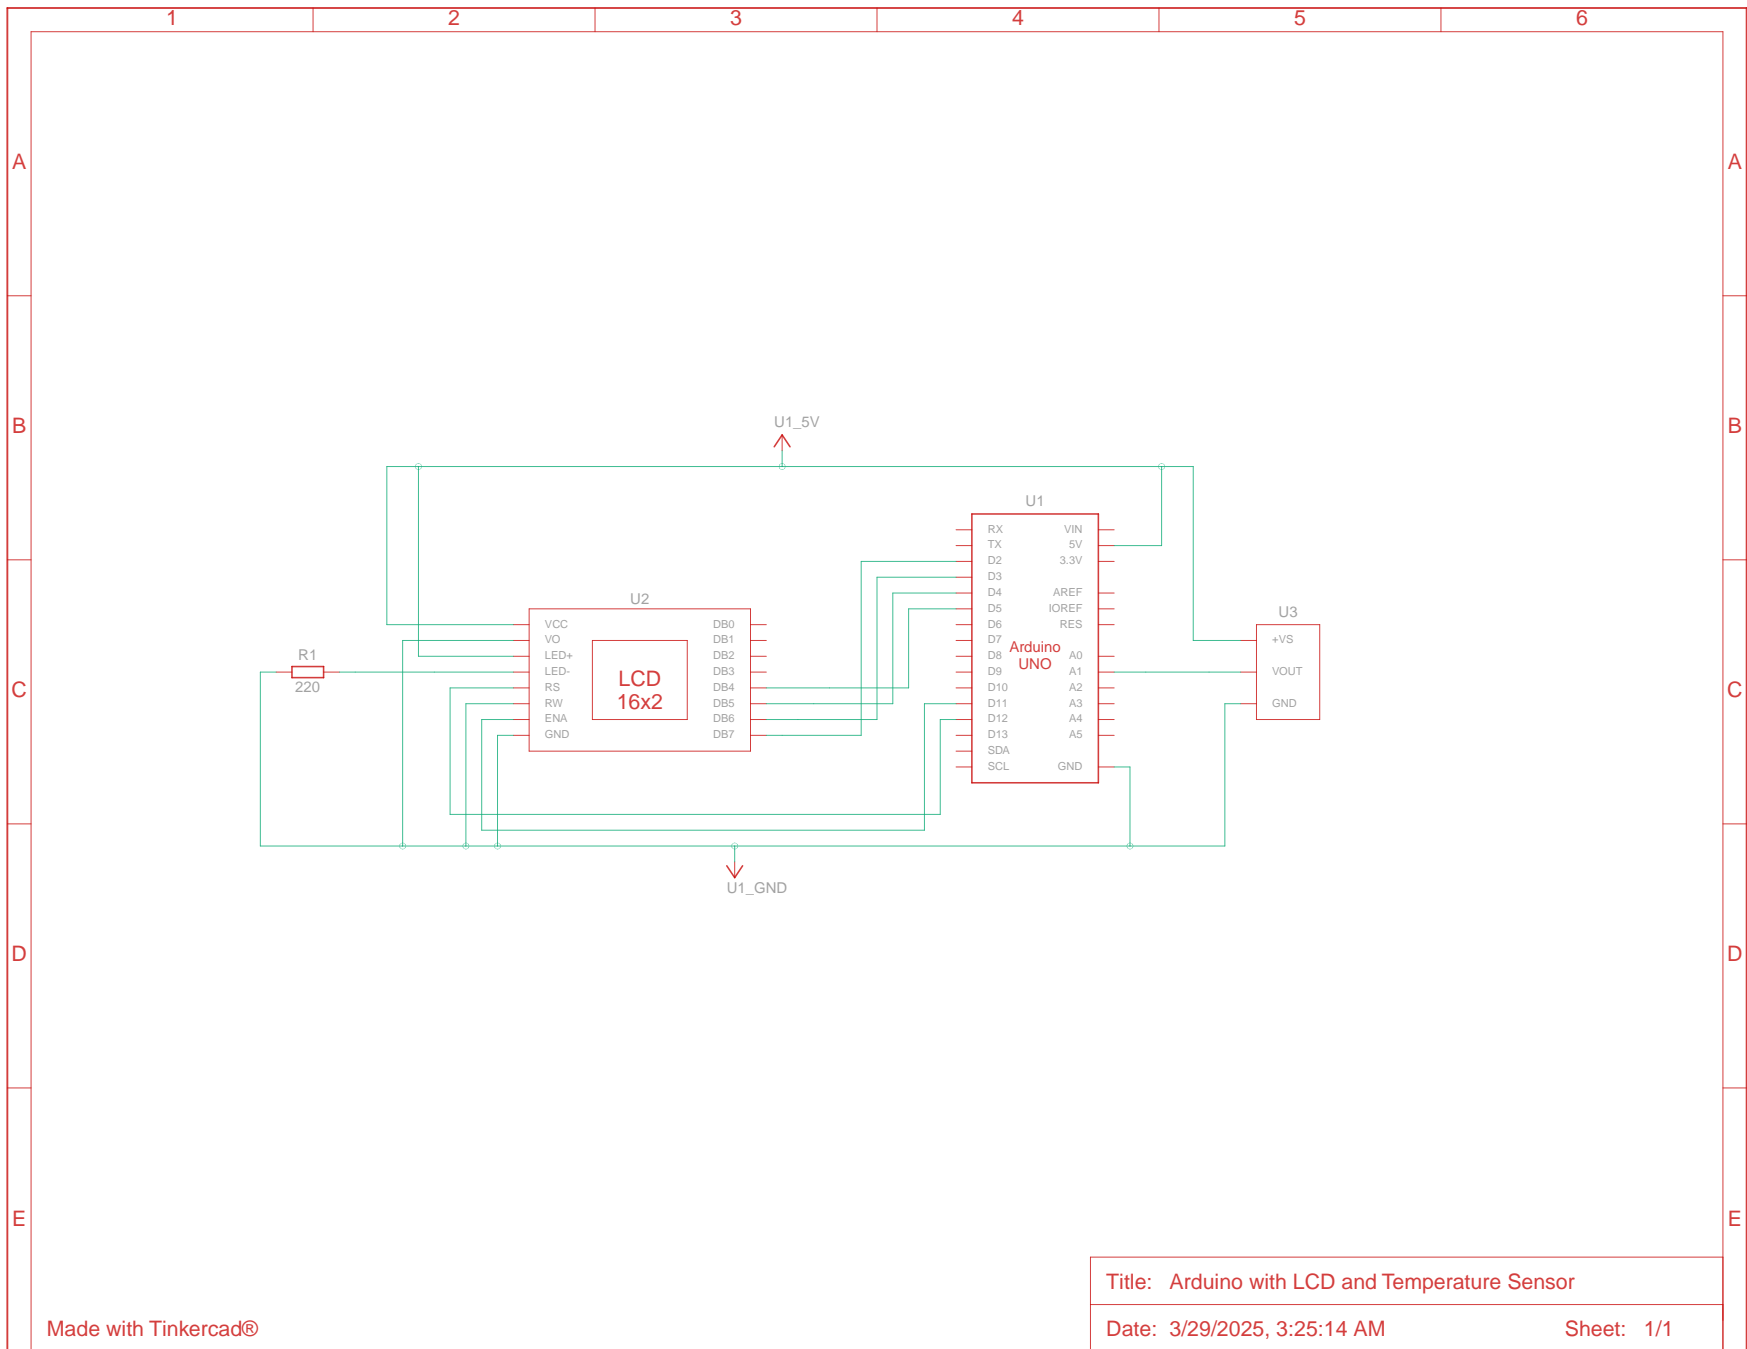 1 2 3 4 5 6
A A
U1_5V
B B
U1
RX VIN
TX 5V
D2 3.3V
D3
D4 AREF
D5 IOREF
D6 RES
D7
D8 A0
D9 A1
D10 A2
D11 A3
D12 A4
D13 A5
SDA
SCL GND
Arduino
UNO
U2
VCC DB0
VO DB1
LED+ DB2
LED- DB3
RS DB4
RW DB5
ENA DB6
GND DB7
LCD
16x2
U3
+VS
VOUT
GND
R1
220
C C
U1_GND
D D
E E
Title: Arduino with LCD and Temperature Sensor
Made with Tinkercad®
Date: 3/29/2025, 3:25:14 AM Sheet: 1/1